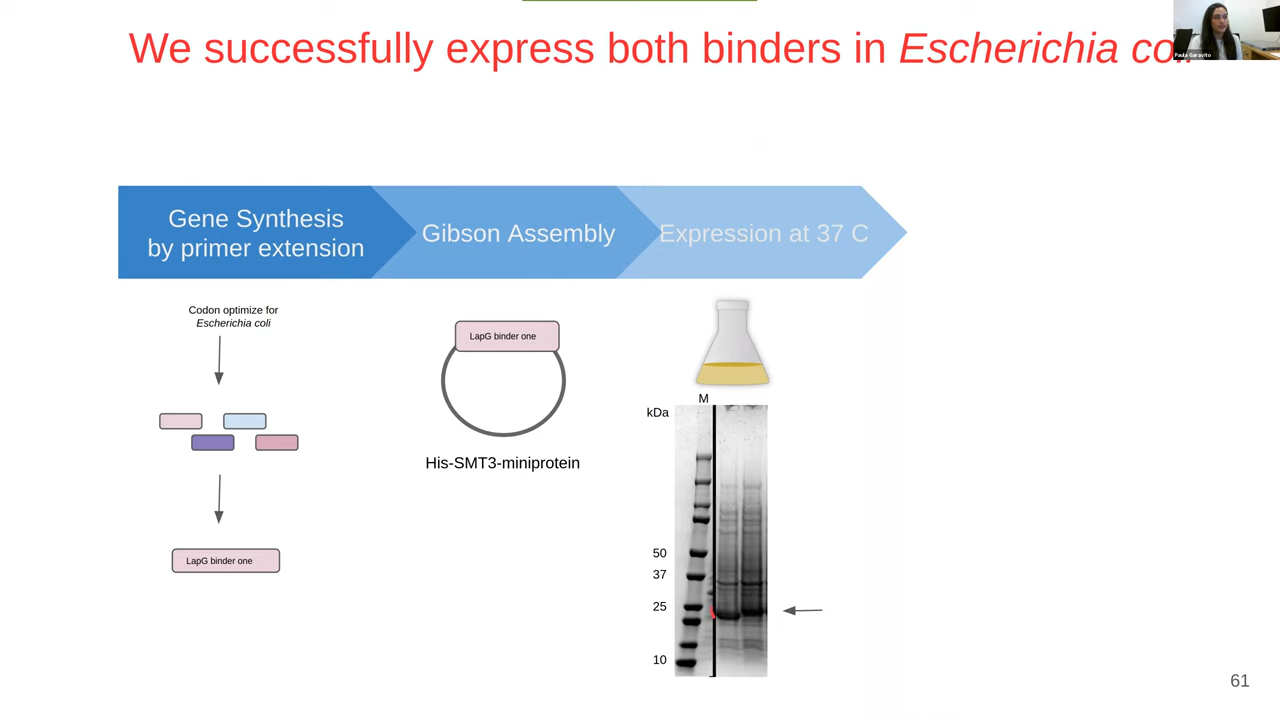 We successfully express both binders in Escherichia coli
Paula Garavito
Gene Synthesis
by primer extension
Gibson Assembly
Expression at 37 C
Codon optimize for
Escherichia coli
LapG binder one
LapG binder one
His-SMT3-miniprotein
M
kDa
50
37
25
10
61